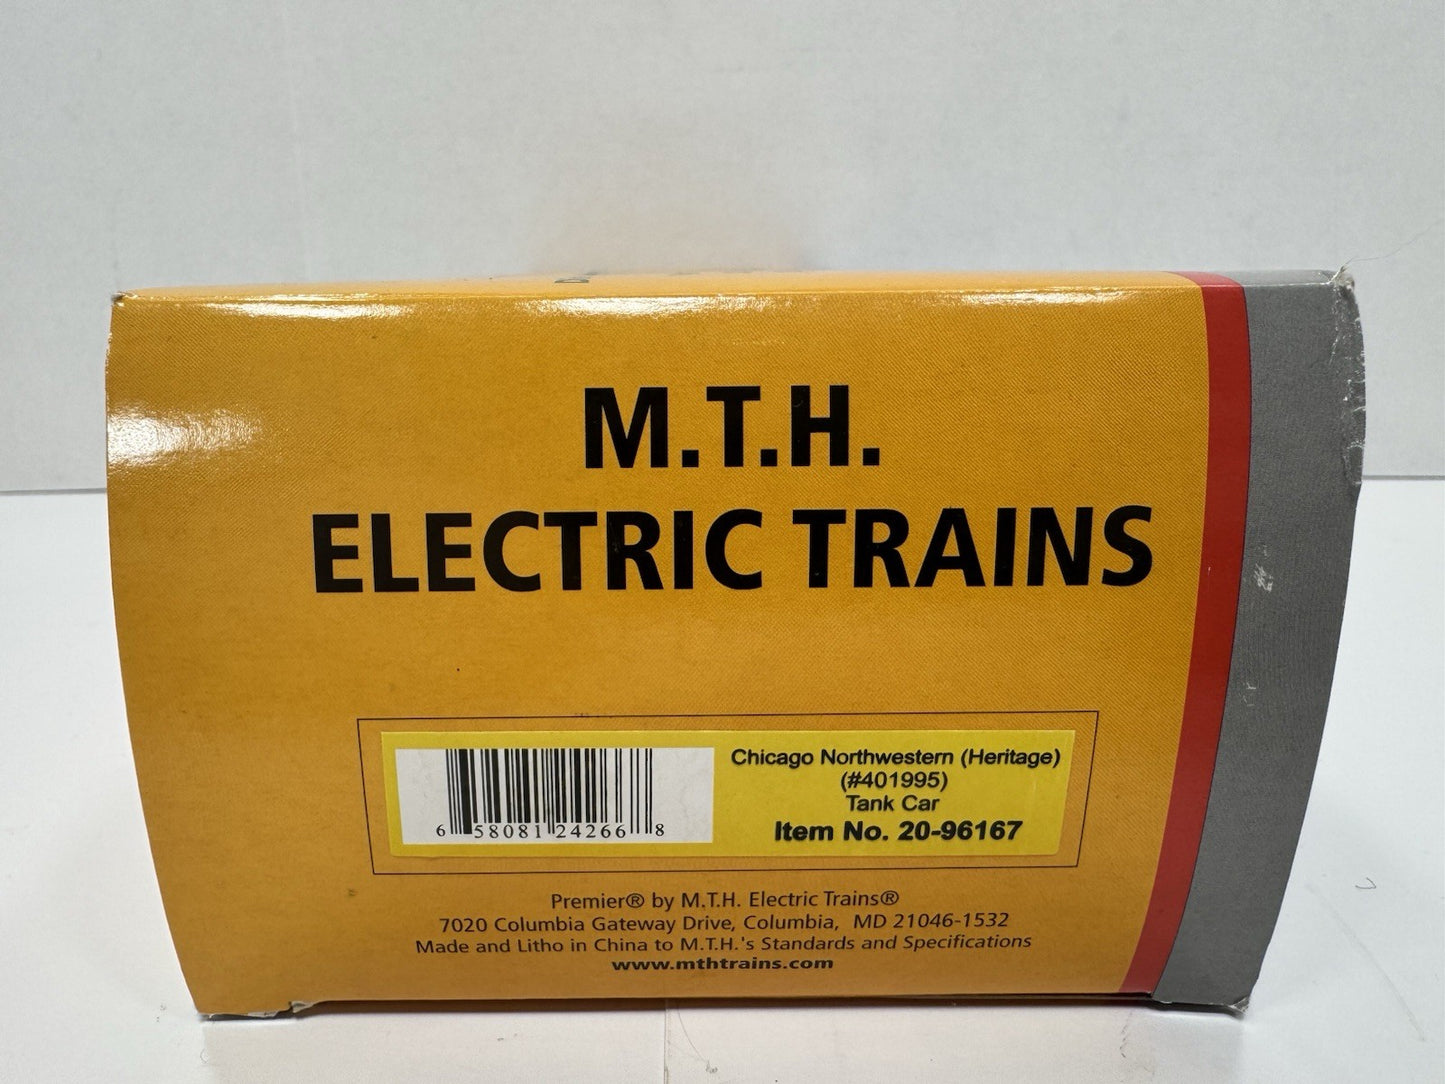 M.T.H.
ELECTRIC TRAINS
Chicago Northwestern (Heritage)
(#401995)
Tank Car
Item No. 20-96167
6 58081 24266 8
Premier® by M.T.H. Electric Trains®
7020 Columbia Gateway Drive, Columbia, MD 21046-1532
Made and Litho in China to M.T.H.'s Standards and Specifications
www.mthtrains.com